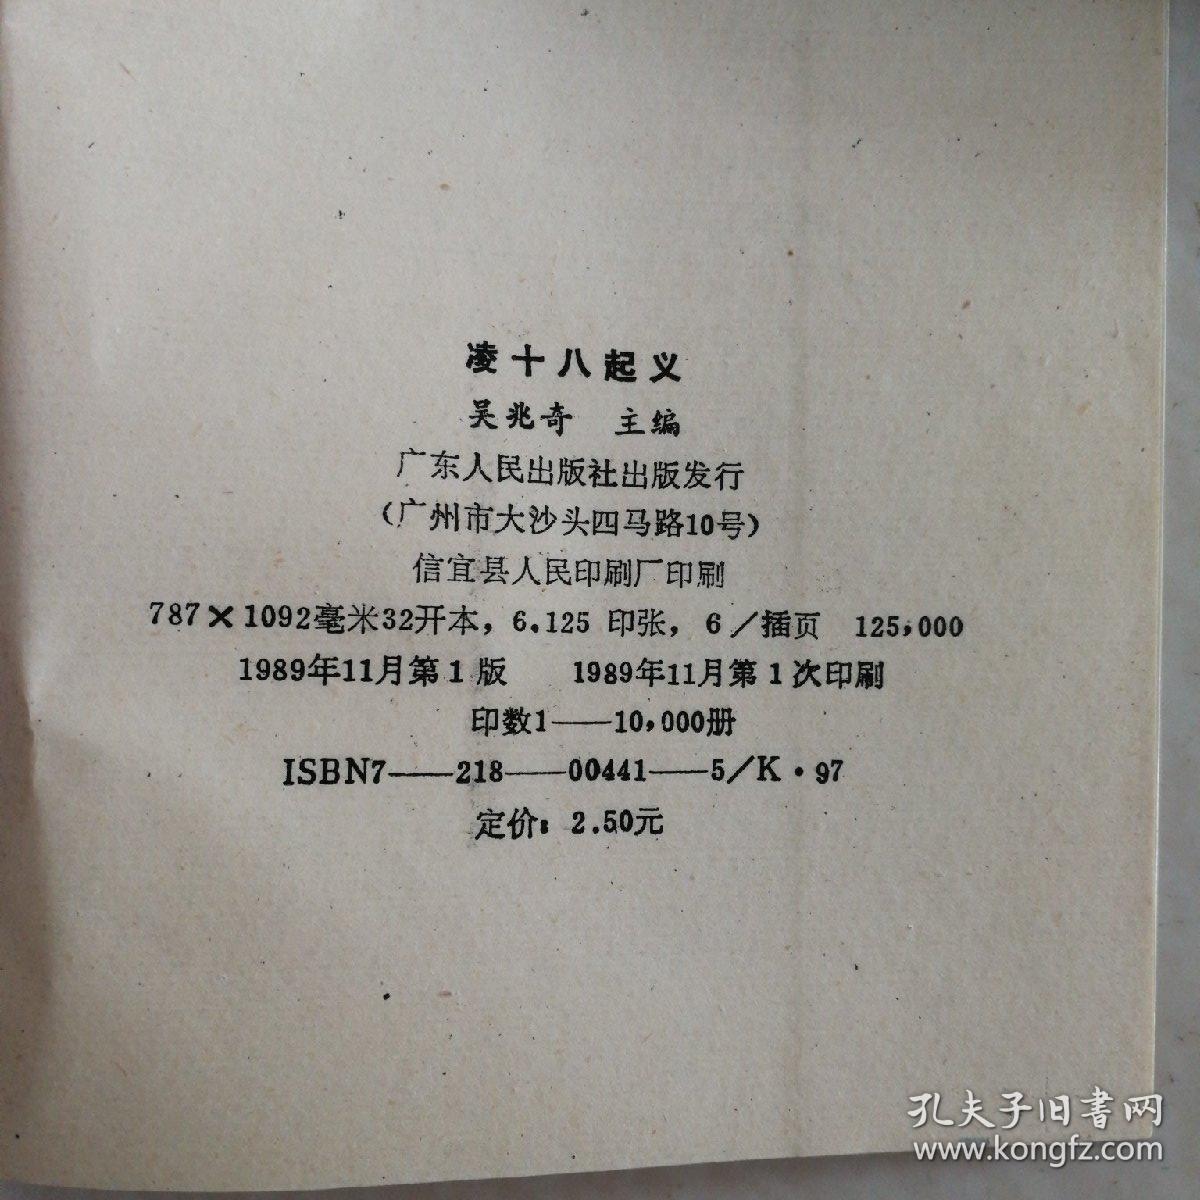 凌十八起义
吴兆奇 主编
广东人民出版社出版发行
(广州市大沙头四马路10号)
信宜县人民印刷厂印刷
787×1092毫米32开本, 6.125 印张, 6/插页 125,000
1989年11月第1版 1989年11月第1次印刷
印数1——10,000册
ISBN7——218——00441——5/K·97
定价: 2.50元
孔夫子旧书网
www.kongfz.com